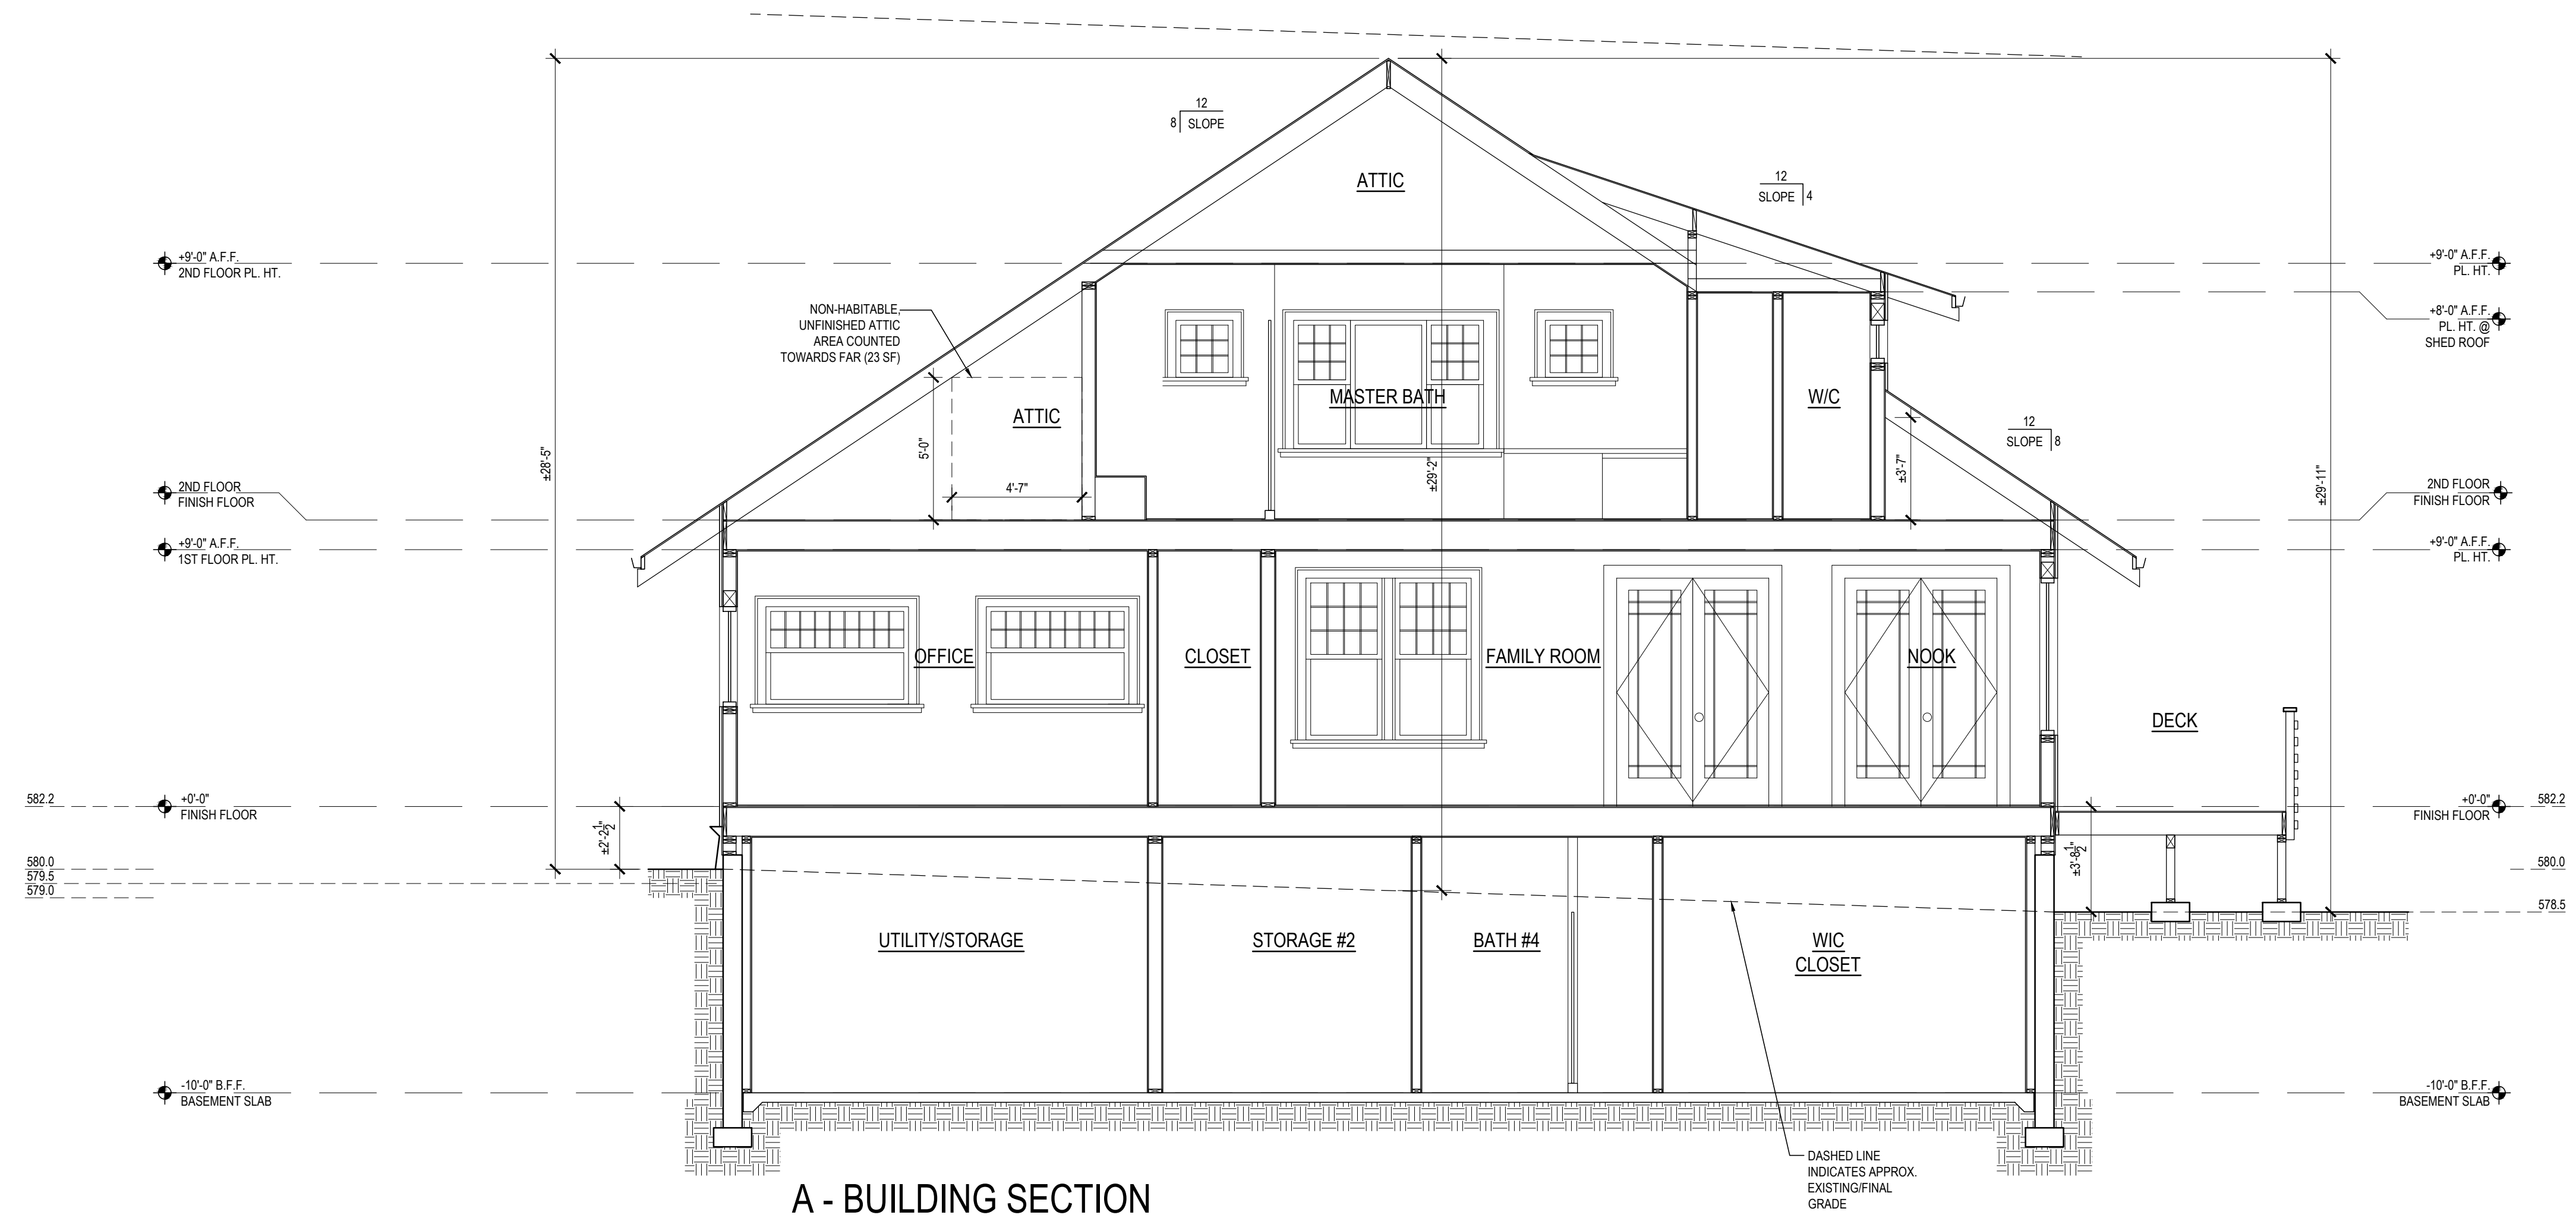 12
8 SLOPE
ATTIC
12
SLOPE 4
+9'-0" A.F.F.
2ND FLOOR PL. HT.
+9'-0" A.F.F.
PL. HT.
NON-HABITABLE,
UNFINISHED ATTIC
AREA COUNTED
TOWARDS FAR (23 SF)
+8'-0" A.F.F.
PL. HT. @
SHED ROOF
MASTER BATH
W/C
ATTIC
12
SLOPE 8
5'-0"
4'-7"
±28'-5"
±29'-2"
±3'-7"
±29'-11"
2ND FLOOR
FINISH FLOOR
2ND FLOOR
FINISH FLOOR
+9'-0" A.F.F.
1ST FLOOR PL. HT.
+9'-0" A.F.F.
PL. HT.
OFFICE
CLOSET
FAMILY ROOM
NOOK
DECK
582.2
+0'-0"
FINISH FLOOR
+0'-0"
FINISH FLOOR
582.2
±2'-2 1/2"
±3'-8 1/2"
580.0
579.5
579.0
580.0
578.5
UTILITY/STORAGE
STORAGE #2
BATH #4
WIC
CLOSET
-10'-0" B.F.F.
BASEMENT SLAB
-10'-0" B.F.F.
BASEMENT SLAB
DASHED LINE
INDICATES APPROX.
EXISTING/FINAL
GRADE
A - BUILDING SECTION